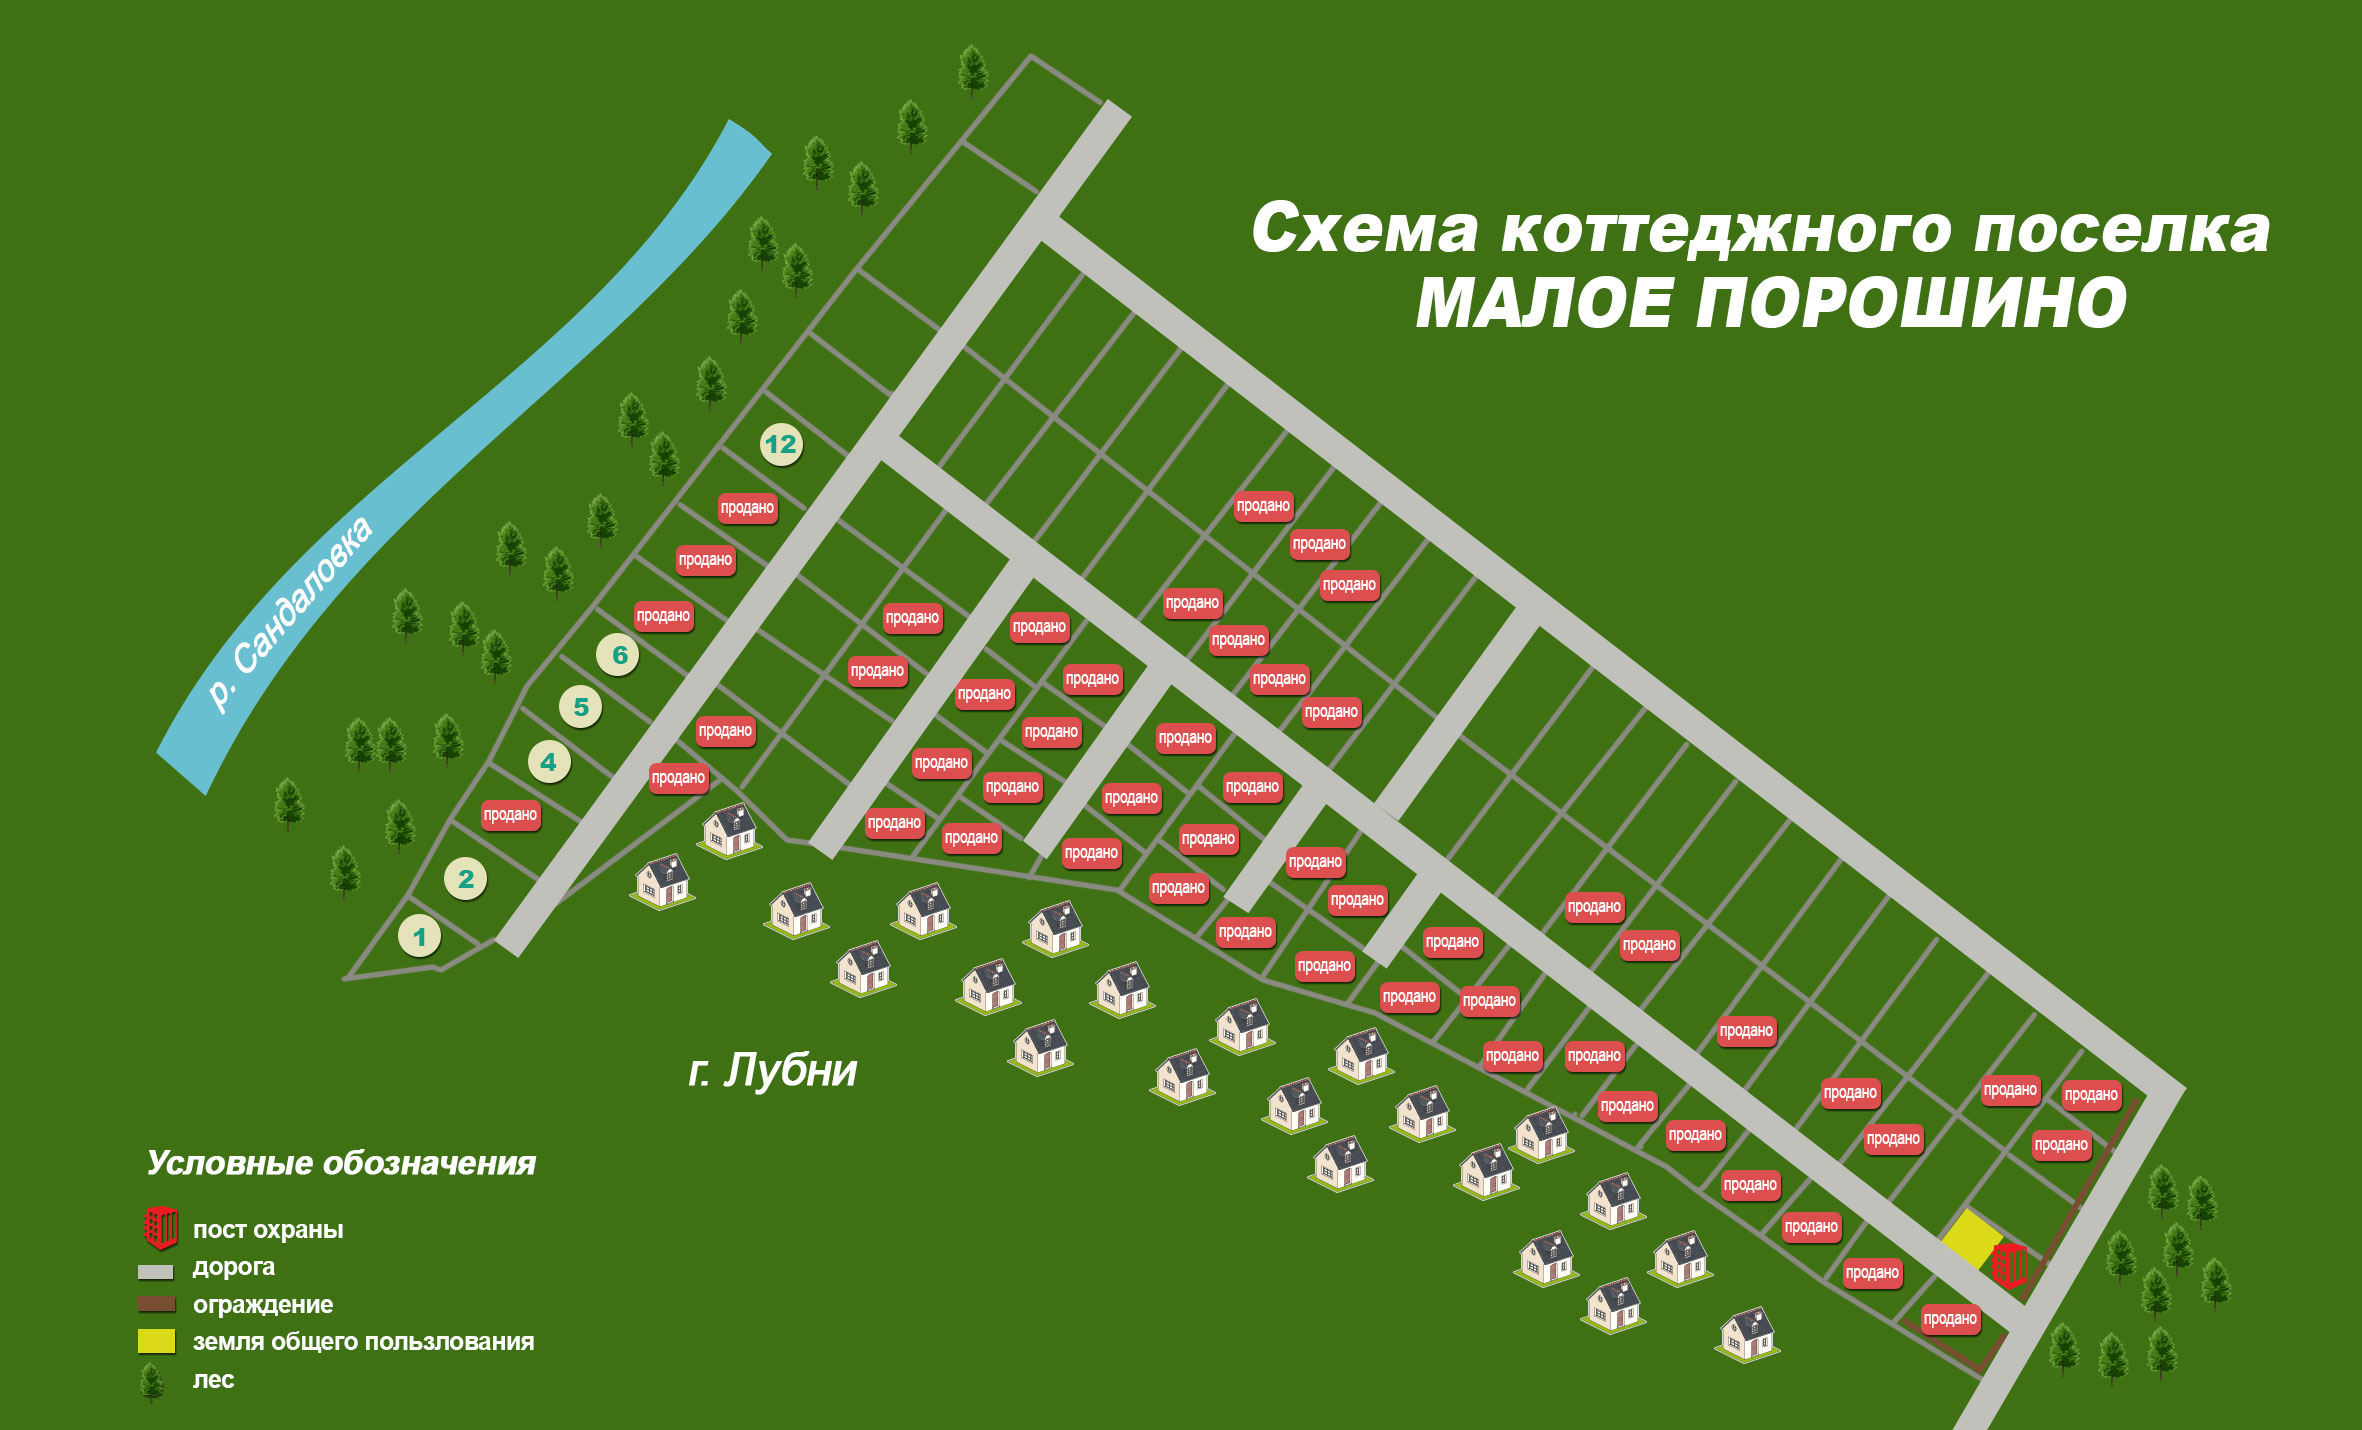 Схема коттеджного поселка
МАЛОЕ ПОРОШИНО
12
продано
продано
продано
продано
продано
продано
продано
продано
продано
р. Сандаловка
продано
6
продано
продано
продано
продано
5
продано
продано
продано
продано
4
продано
продано
продано
продано
продано
продано
продано
продано
продано
продано
продано
2
продано
продано
продано
продано
1
продано
продано
продано
продано
продано
продано
продано
продано
г. Лубни
продано
продано
продано
продано
продано
продано
продано
продано
продано
продано
продано
Условные обозначения
пост охраны
дорога
ограждение
земля общего пользлования
лес